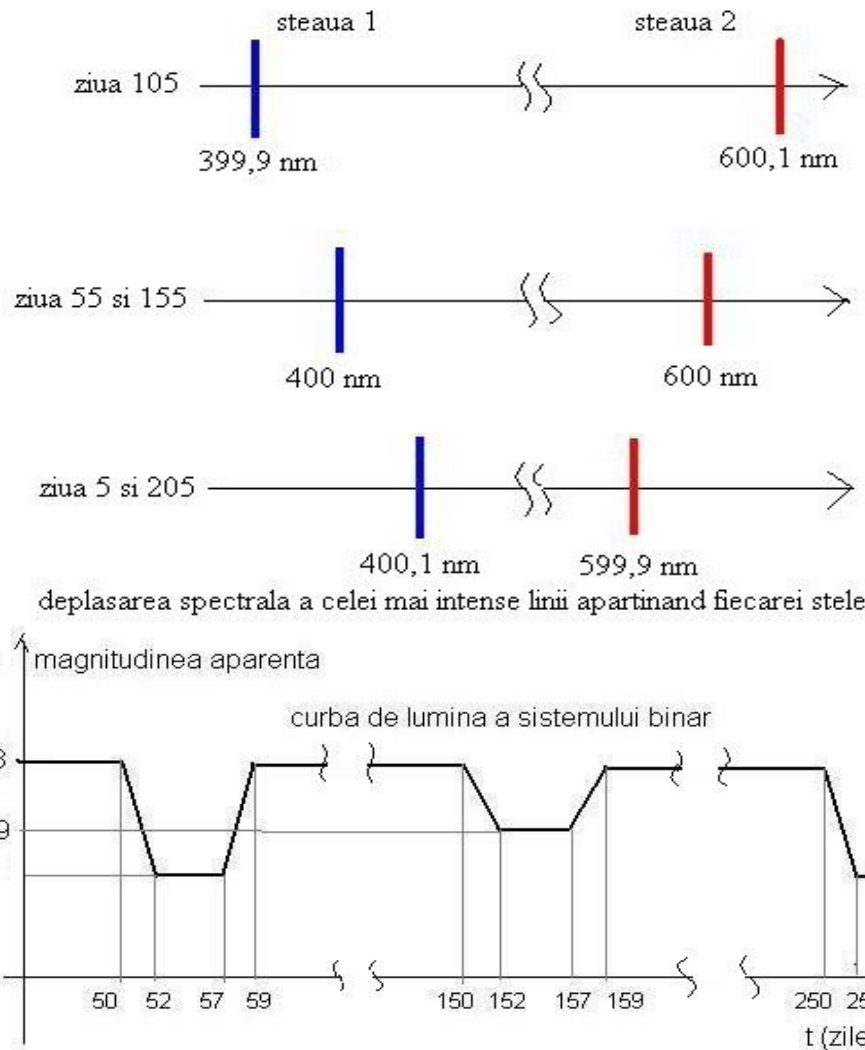 steaua 1 steaua 2
ziua 105
399,9 nm 600,1 nm
ziua 55 si 155
400 nm 600 nm
ziua 5 si 205
400,1 nm 599,9 nm
deplasarea spectrala a celei mai intense linii apartinand fiecarei stele
magnitudinea aparenta
curba de lumina a sistemului binar
9
50 52 57 59 150 152 157 159 250
t (zile